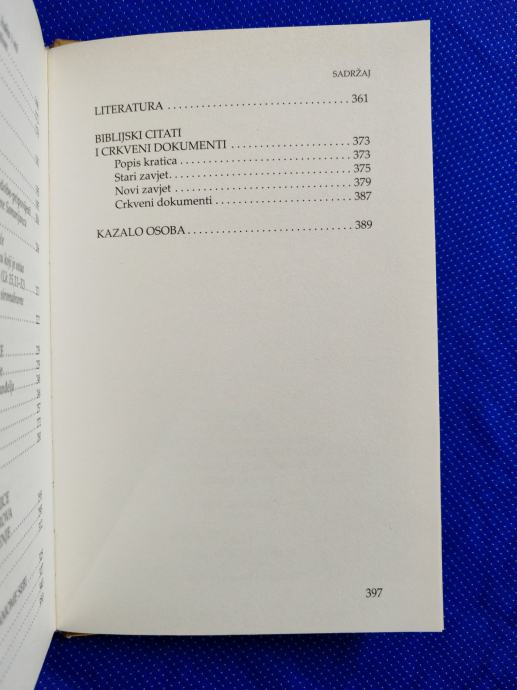 SADRŽAJ
LITERATURA . . . . . . . . . . . . . . . . . . . . . . . . . . . . . . . 361
BIBLIJSKI CITATI
I CRKVENI DOKUMENTI . . . . . . . . . . . . . . . . . . . . 373
Popis kratica . . . . . . . . . . . . . . . . . . . . . . . . . . . . . 373
Stari zavjet. . . . . . . . . . . . . . . . . . . . . . . . . . . . . . . 375
Novi zavjet . . . . . . . . . . . . . . . . . . . . . . . . . . . . . . 379
Crkveni dokumenti . . . . . . . . . . . . . . . . . . . . . . . 387
KAZALO OSOBA . . . . . . . . . . . . . . . . . . . . . . . . . . . . 389
397